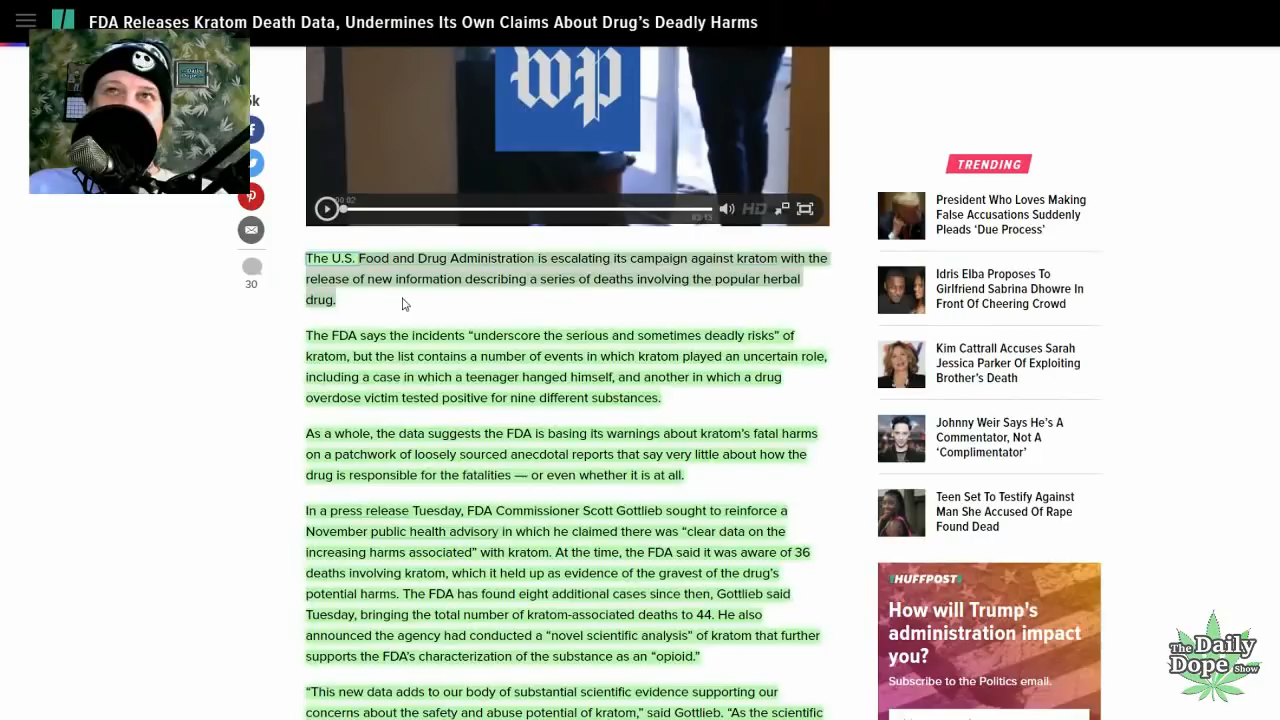 FDA Releases Kratom Death Data, Undermines Its Own Claims About Drug's Deadly Harms
Daily
wp
00:02
HD
03:13
30
The U.S. Food and Drug Administration is escalating its campaign against kratom with the
release of new information describing a series of deaths involving the popular herbal
drug.
The FDA says the incidents “underscore the serious and sometimes deadly risks” of
kratom, but the list contains a number of events in which kratom played an uncertain role,
including a case in which a teenager hanged himself, and another in which a drug
overdose victim tested positive for nine different substances.
As a whole, the data suggests the FDA is basing its warnings about kratom’s fatal harms
on a patchwork of loosely sourced anecdotal reports that say very little about how the
drug is responsible for the fatalities — or even whether it is at all.
In a press release Tuesday, FDA Commissioner Scott Gottlieb sought to reinforce a
November public health advisory in which he claimed there was “clear data on the
increasing harms associated” with kratom. At the time, the FDA said it was aware of 36
deaths involving kratom, which it held up as evidence of the gravest of the drug’s
potential harms. The FDA has found eight additional cases since then, Gottlieb said
Tuesday, bringing the total number of kratom-associated deaths to 44. He also
announced the agency had conducted a “novel scientific analysis” of kratom that further
supports the FDA’s characterization of the substance as an “opioid.”
“This new data adds to our body of substantial scientific evidence supporting our
concerns about the safety and abuse potential of kratom,” said Gottlieb. “As the scientific
TRENDING
President Who Loves Making
False Accusations Suddenly
Pleads ‘Due Process’
Idris Elba Proposes To
Girlfriend Sabrina Dhowre In
Front Of Cheering Crowd
Kim Cattrall Accuses Sarah
Jessica Parker Of Exploiting
Brother's Death
Johnny Weir Says He's A
Commentator, Not A
‘Complimentator’
Teen Set To Testify Against
Man She Accused Of Rape
Found Dead
HUFFPOST
How will Trump's
administration impact
you?
Subscribe to the Politics email.
The Daily
Dope Show